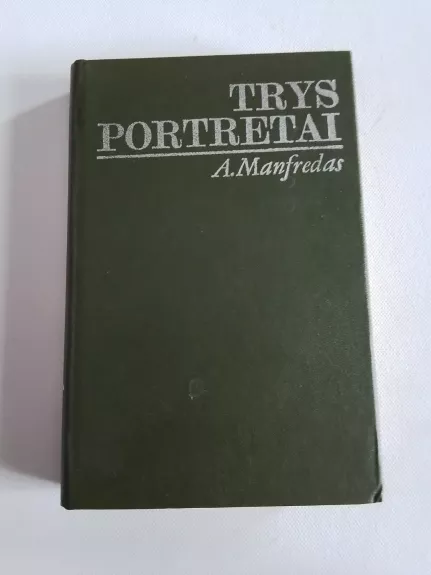 TRYS
PORTRETAI
A. Manfredas